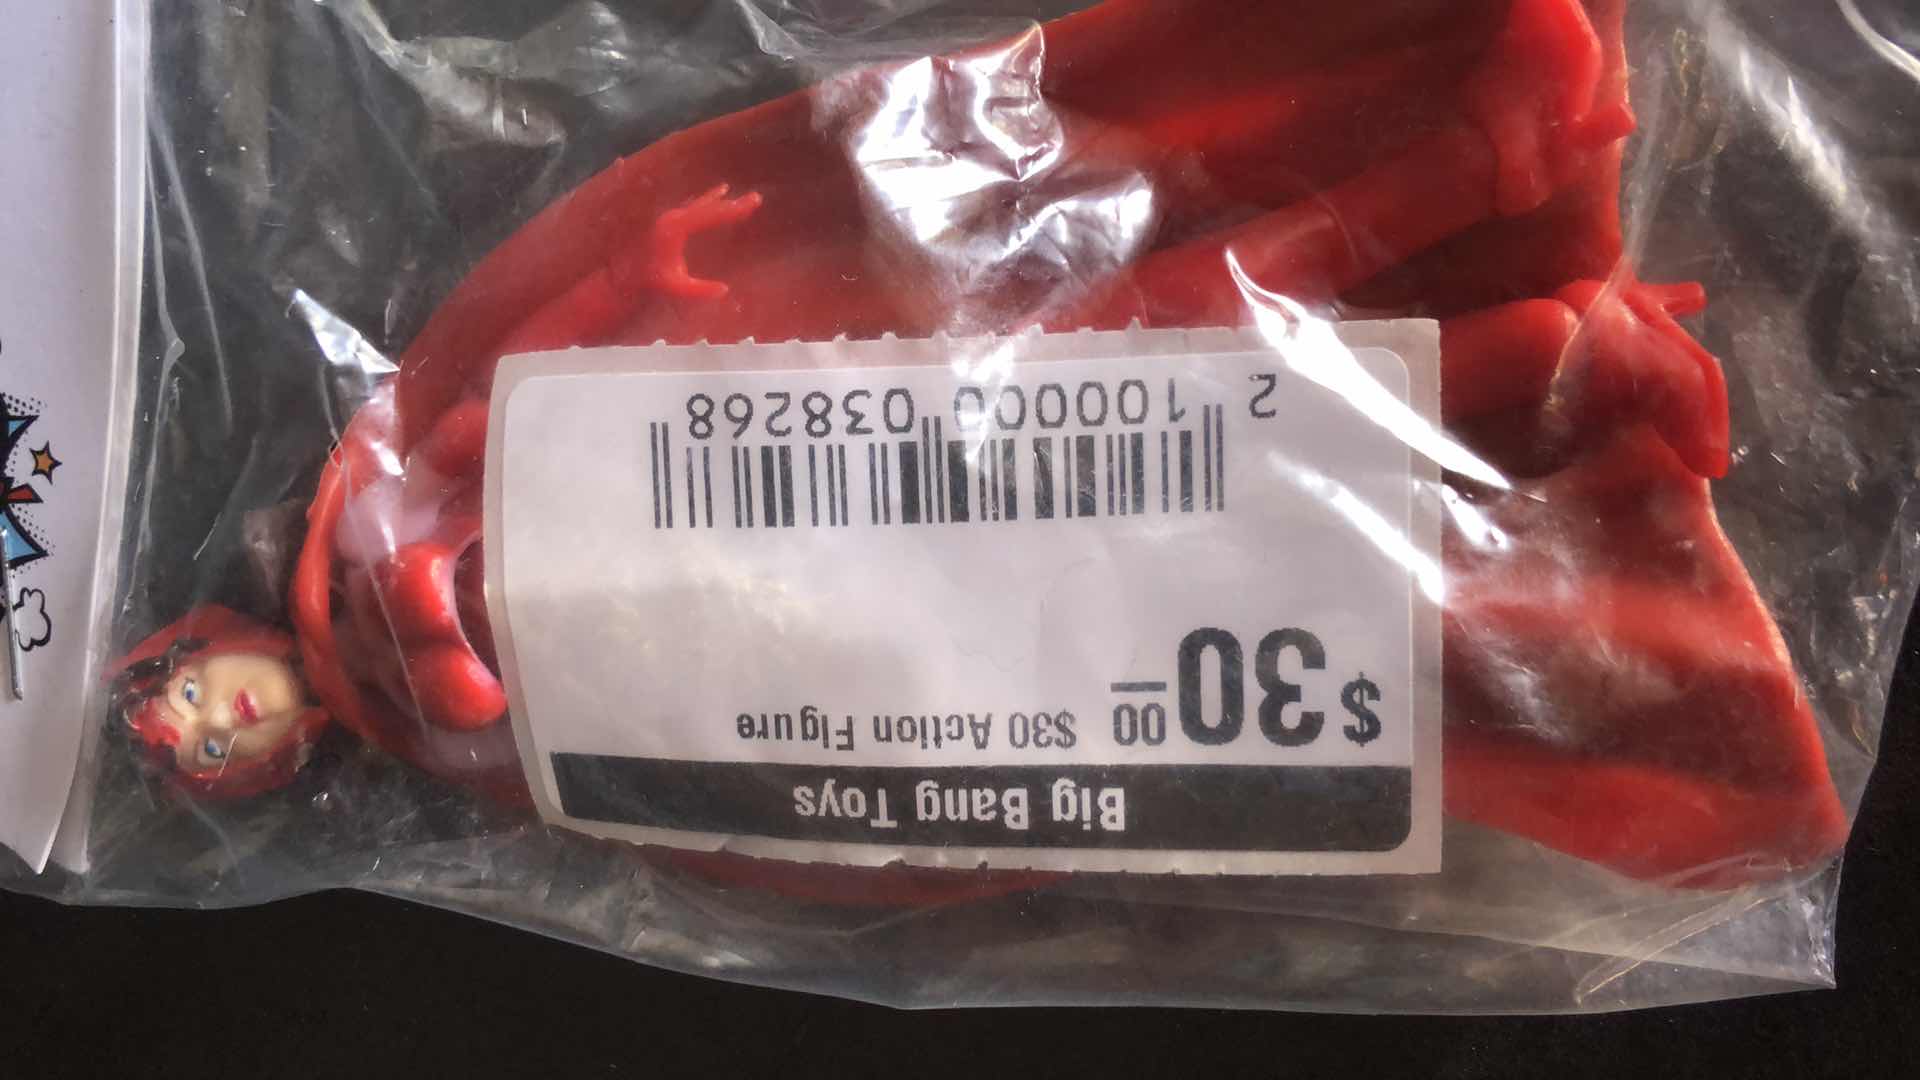 Big Bang Toys
$30 00 $30 Action Figure
2 100000 038268